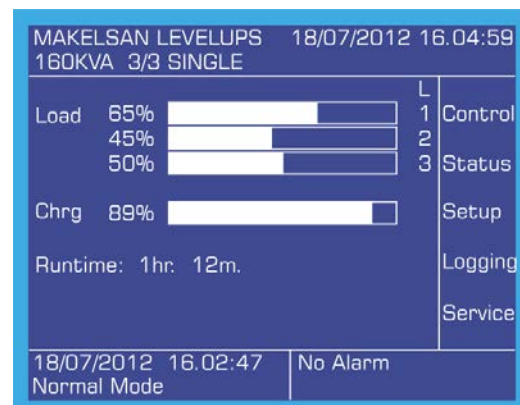 MAKELSAN LEVELUPS 18/07/2012 16.04:59
160KVA 3/3 SINGLE
L
Load 65% 1
45% 2
50% 3
Chrg 89%
Runtime: 1hr. 12m.
Control
Status
Setup
Logging
Service
18/07/2012 16.02:47
Normal Mode
No Alarm